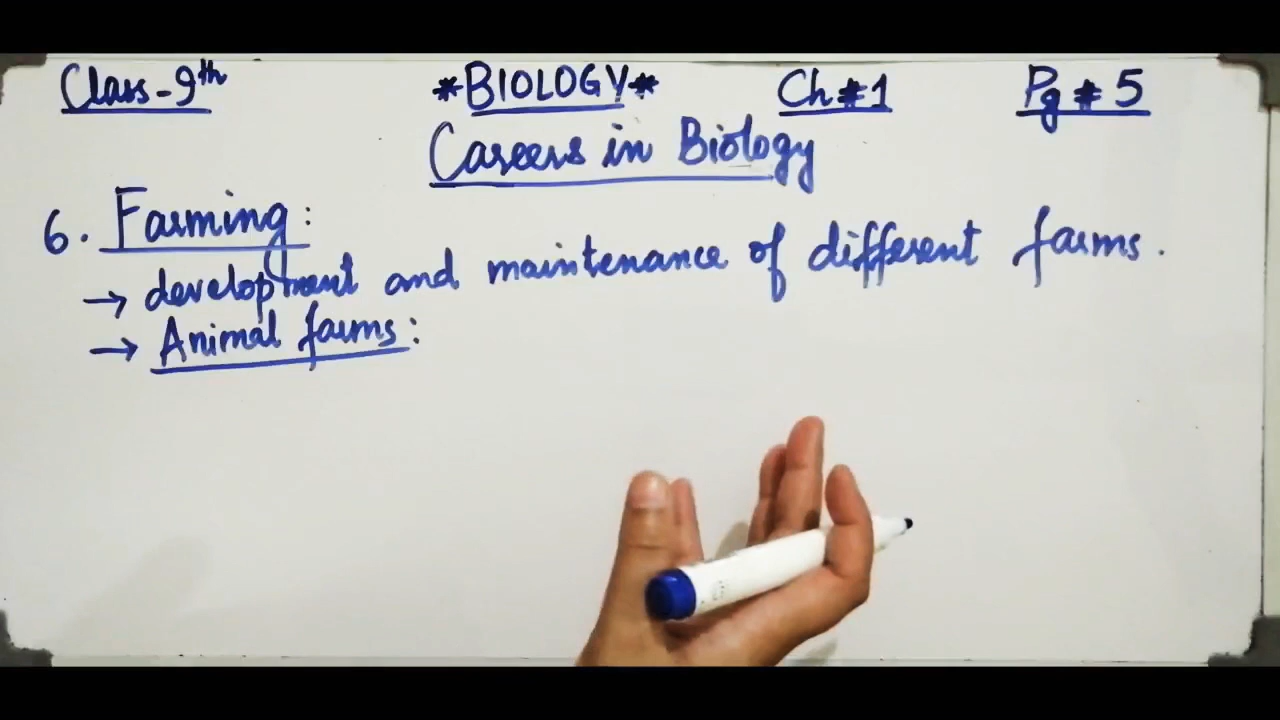 Class-9th *BIOLOGY* Ch #1 Pg # 5
Careers in Biology
6. Farming:
→ development and maintenance of different farms.
→ Animal farms: